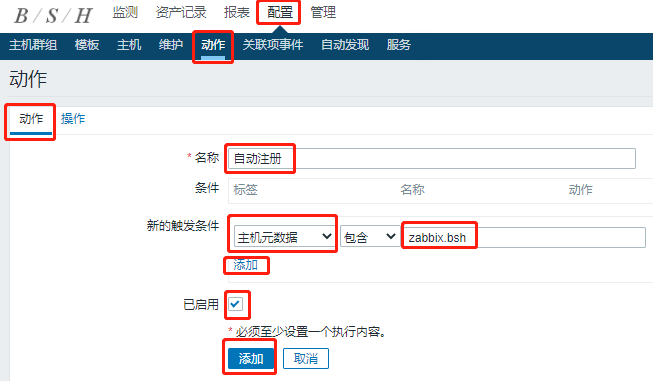 B / S / H 监测 资产记录 报表 配置 管理
主机群组 模板 主机 维护 动作 关联项事件 自动发现 服务
动作
动作 操作
* 名称 自动注册
条件 标签 名称 动作
新的触发条件 主机元数据 包含 zabbix.bsh
添加
已启用
* 必须至少设置一个执行内容。
添加 取消